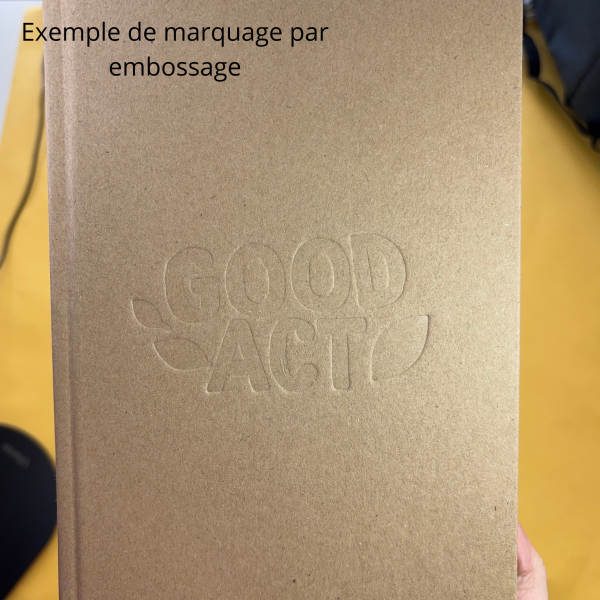 Exemple de marquage par
embossage
GOOD
ACT